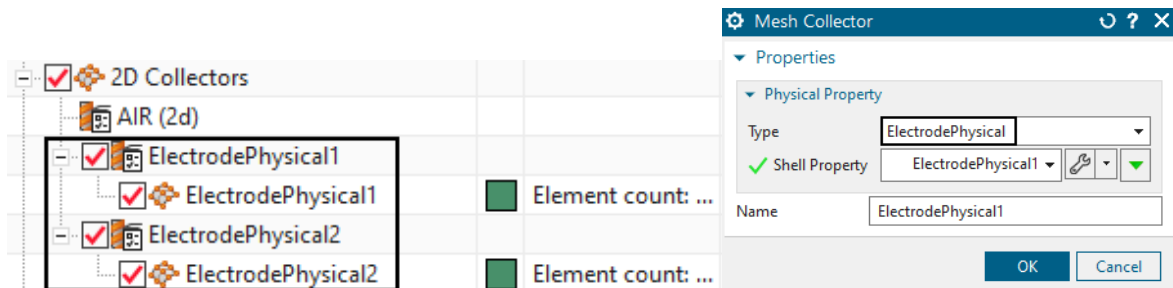 2D Collectors
AIR (2d)
ElectrodePhysical1
ElectrodePhysical1
Element count: ...
ElectrodePhysical2
ElectrodePhysical2
Element count: ...
Mesh Collector
?
Properties
Physical Property
Type
ElectrodePhysical
Shell Property
ElectrodePhysical1
Name
ElectrodePhysical1
OK
Cancel